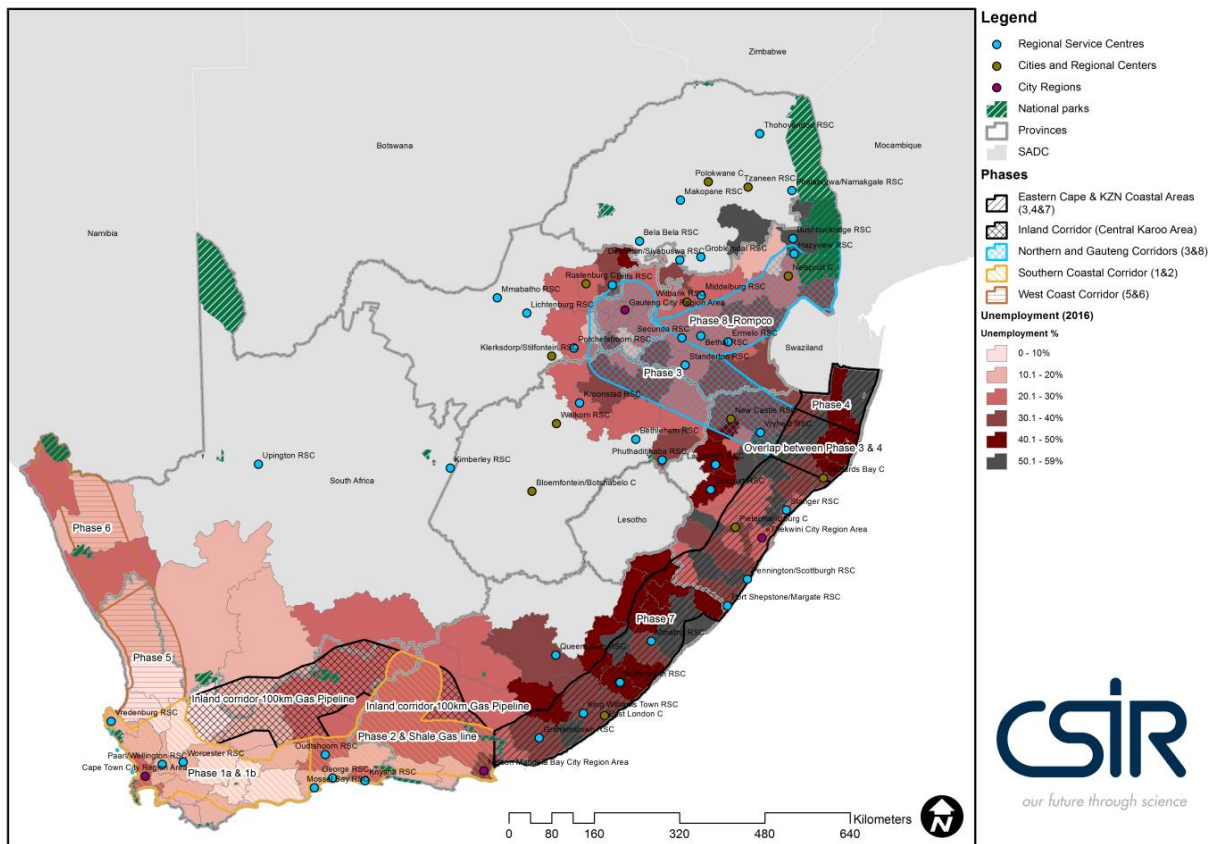 Zimbabwe
Mocambique
Botswana
Namibia
Thohoyandou RSC
Polokwane C
Tzaneen RSC
Phalaborwa/Namakgale RSC
Makopane RSC
Bushbuckridge RSC
Bela Bela RSC
Hazyview RSC
Groblersdal RSC
Nelspruit C
Rustenburg C
Brits RSC
Mmabatho RSC
Witbank RSC
Middelburg RSC
Lichtenburg RSC
Gauteng City Region Area
Phase 8_Rompco
Secunda RSC
Ermelo RSC
Bethal RSC
Potchefstroom RSC
Klerksdorp/Stilfontein RSC
Swaziland
Standerton RSC
Phase 3
Kroonstad RSC
Phase 4
New Castle RSC
Welkom RSC
Vryheid RSC
Bethlehem RSC
Overlap between Phase 3 & 4
Phuthaditjhaba RSC
Upington RSC
Kimberley RSC
Richards Bay C
South Africa
Bloemfontein/Botshabelo C
Stanger RSC
Lesotho
Pietermaritzburg C
Phase 6
eThekwini City Region Area
Pennington/Scottburgh RSC
Port Shepstone/Margate RSC
Phase 7
Mthatha RSC
Queenstown RSC
Phase 5
Inland corridor 100km Gas Pipeline
Inland corridor 100km Gas Pipeline
King Williams Town RSC
East London C
Vredenburg RSC
Phase 2 & Shale Gas line
Grahamstown RSC
Oudtshoorn RSC
Paarl/Wellington RSC
Worcester RSC
Nelson Mandela Bay City Region Area
Cape Town City Region Area
Phase 1a & 1b
George RSC
Knysna RSC
Mossel Bay RSC
Kilometers
0 80 160 320 480 640
N
Legend
Regional Service Centres
Cities and Regional Centers
City Regions
National parks
Provinces
SADC
Phases
Eastern Cape & KZN Coastal Areas
(3,4&7)
Inland Corridor (Central Karoo Area)
Northern and Gauteng Corridors (3&8)
Southern Coastal Corridor (1&2)
West Coast Corridor (5&6)
Unemployment (2016)
Unemployment %
0 - 10%
10.1 - 20%
20.1 - 30%
30.1 - 40%
40.1 - 50%
50.1 - 59%
CSIR
our future through science